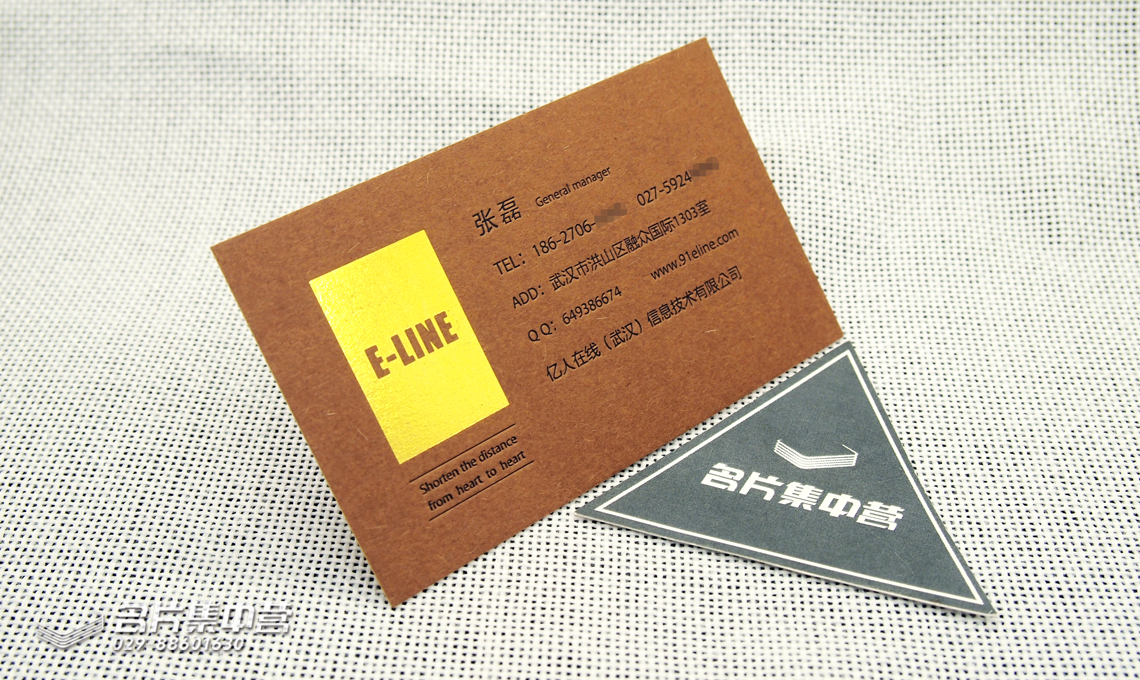 张磊 General manager
TEL：186-2706- 027-5924
ADD：武汉市洪山区融众国际1303室
Q Q：649386674 www.91eline.com
亿人在线（武汉）信息技术有限公司
E-LINE
Shorten the distance
from heart to heart
名片集中营
名片集中营
027-88601630